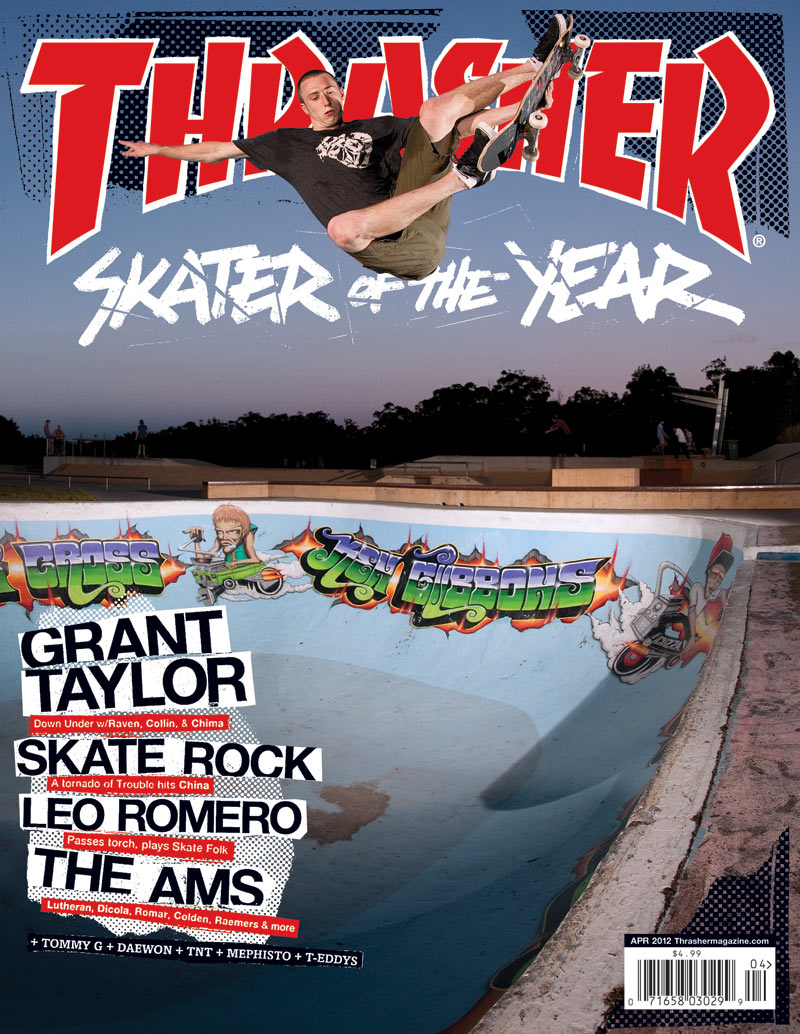 THRASHER
®
SKATER OF THE YEAR
CROSS
KEN GUBBONS
GRANT
TAYLOR
Down Under w/Raven, Collin, & Chima
SKATE ROCK
A tornado of Trouble hits China
LEO ROMERO
Passes torch, plays Skate Folk
THE AMS
Lutheran, Dicola, Romar, Colden, Raemers & more
+ TOMMY G + DAEWON + TNT + MEPHISTO + T-EDDYS
APR 2012 Thrashermagazine.com
$4.99
04>
0 71658 03029 9